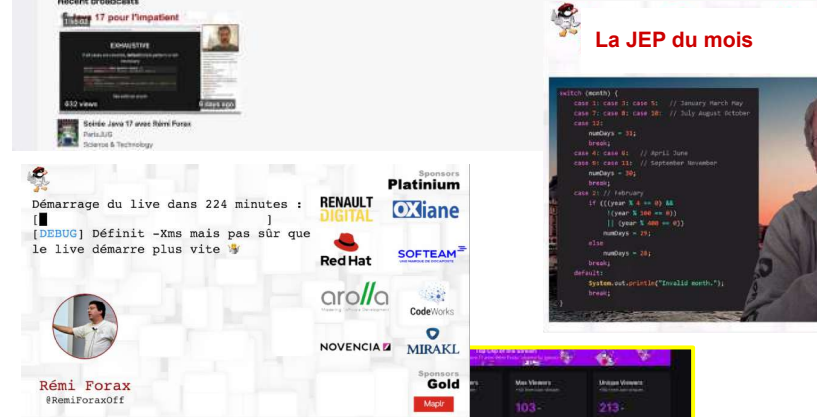 Recent broadcasts
Java 17 pour l'impatient
1:55:03
EXHAUSTIVE
632 views
6 days ago
Soirée Java 17 avec Rémi Forax
ParisJUG
Science & Technology
La JEP du mois
switch (month) {
case 1: case 3: case 5: // January March May
case 7: case 8: case 10: // July August October
case 12:
numDays = 31;
break;
case 4: case 6: // April June
case 9: case 11: // September November
numDays = 30;
break;
case 2: // February
if (((year % 4 == 0) &&
!(year % 100 == 0))
|| (year % 400 == 0))
numDays = 29;
else
numDays = 28;
break;
default:
System.out.println("Invalid month.");
break;
}
Démarrage du live dans 224 minutes :
[ ]
[DEBUG] Définit -Xms mais pas sûr que
le live démarre plus vite
Rémi Forax
@RemiForaxOff
Sponsors
Platinium
RENAULT
DIGITAL
OXiane
Red Hat
SOFTEAM
arolla
CodeWorks
NOVENCIA
MIRAKL
Sponsors
Gold
Maplr
Max Viewers
Unique Viewers
103-
213-